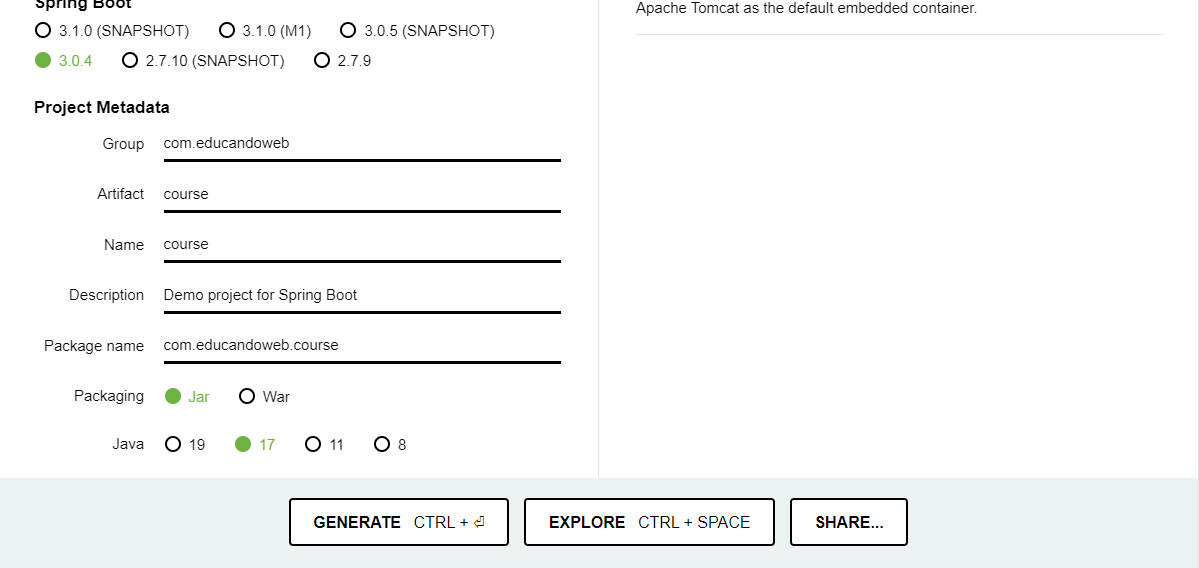 Spring Boot
3.1.0 (SNAPSHOT) 3.1.0 (M1) 3.0.5 (SNAPSHOT)
3.0.4 2.7.10 (SNAPSHOT) 2.7.9
Project Metadata
Group com.educandoweb
Artifact course
Name course
Description Demo project for Spring Boot
Package name com.educandoweb.course
Packaging Jar War
Java 19 17 11 8
Apache Tomcat as the default embedded container.
GENERATE CTRL + ⏎ EXPLORE CTRL + SPACE SHARE...